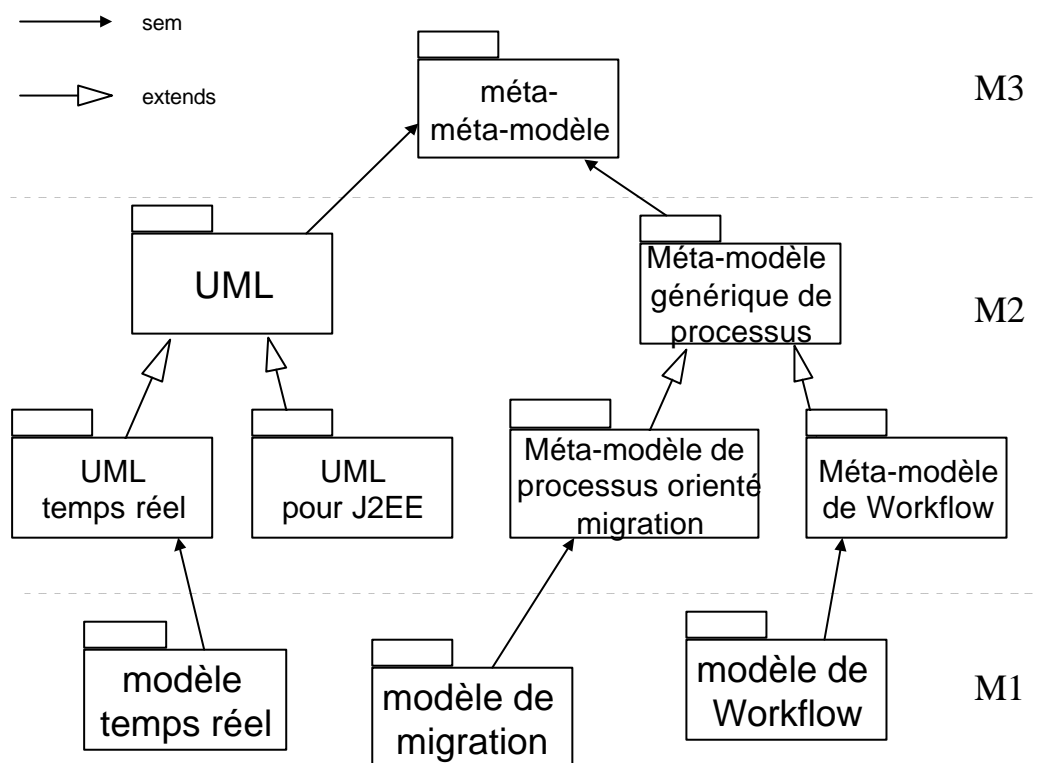 sem
extends
méta-
méta-modèle
M3
UML
Méta-modèle
générique de
processus
M2
UML
temps réel
UML
pour J2EE
Méta-modèle de
processus orienté
migration
Méta-modèle
de Workflow
modèle
temps réel
modèle de
migration
modèle de
Workflow
M1